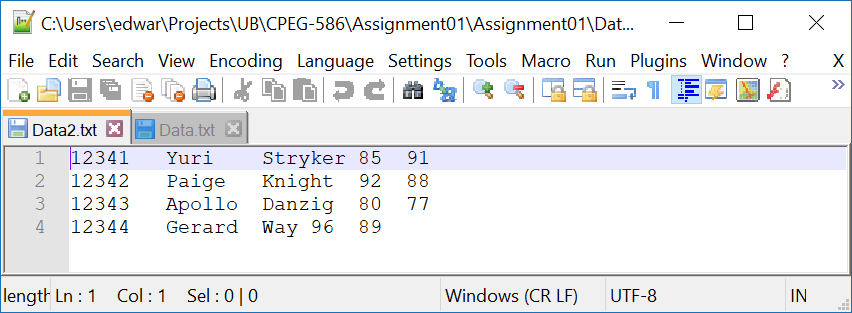 C:\Users\edwar\Projects\UB\CPEG-586\Assignment01\Assignment01\Dat...
File Edit Search View Encoding Language Settings Tools Macro Run Plugins Window ? X
Data2.txt Data.txt
1 12341 Yuri Stryker 85 91
2 12342 Paige Knight 92 88
3 12343 Apollo Danzig 80 77
4 12344 Gerard Way 96 89
length Ln : 1 Col : 1 Sel : 0 | 0 Windows (CR LF) UTF-8 IN